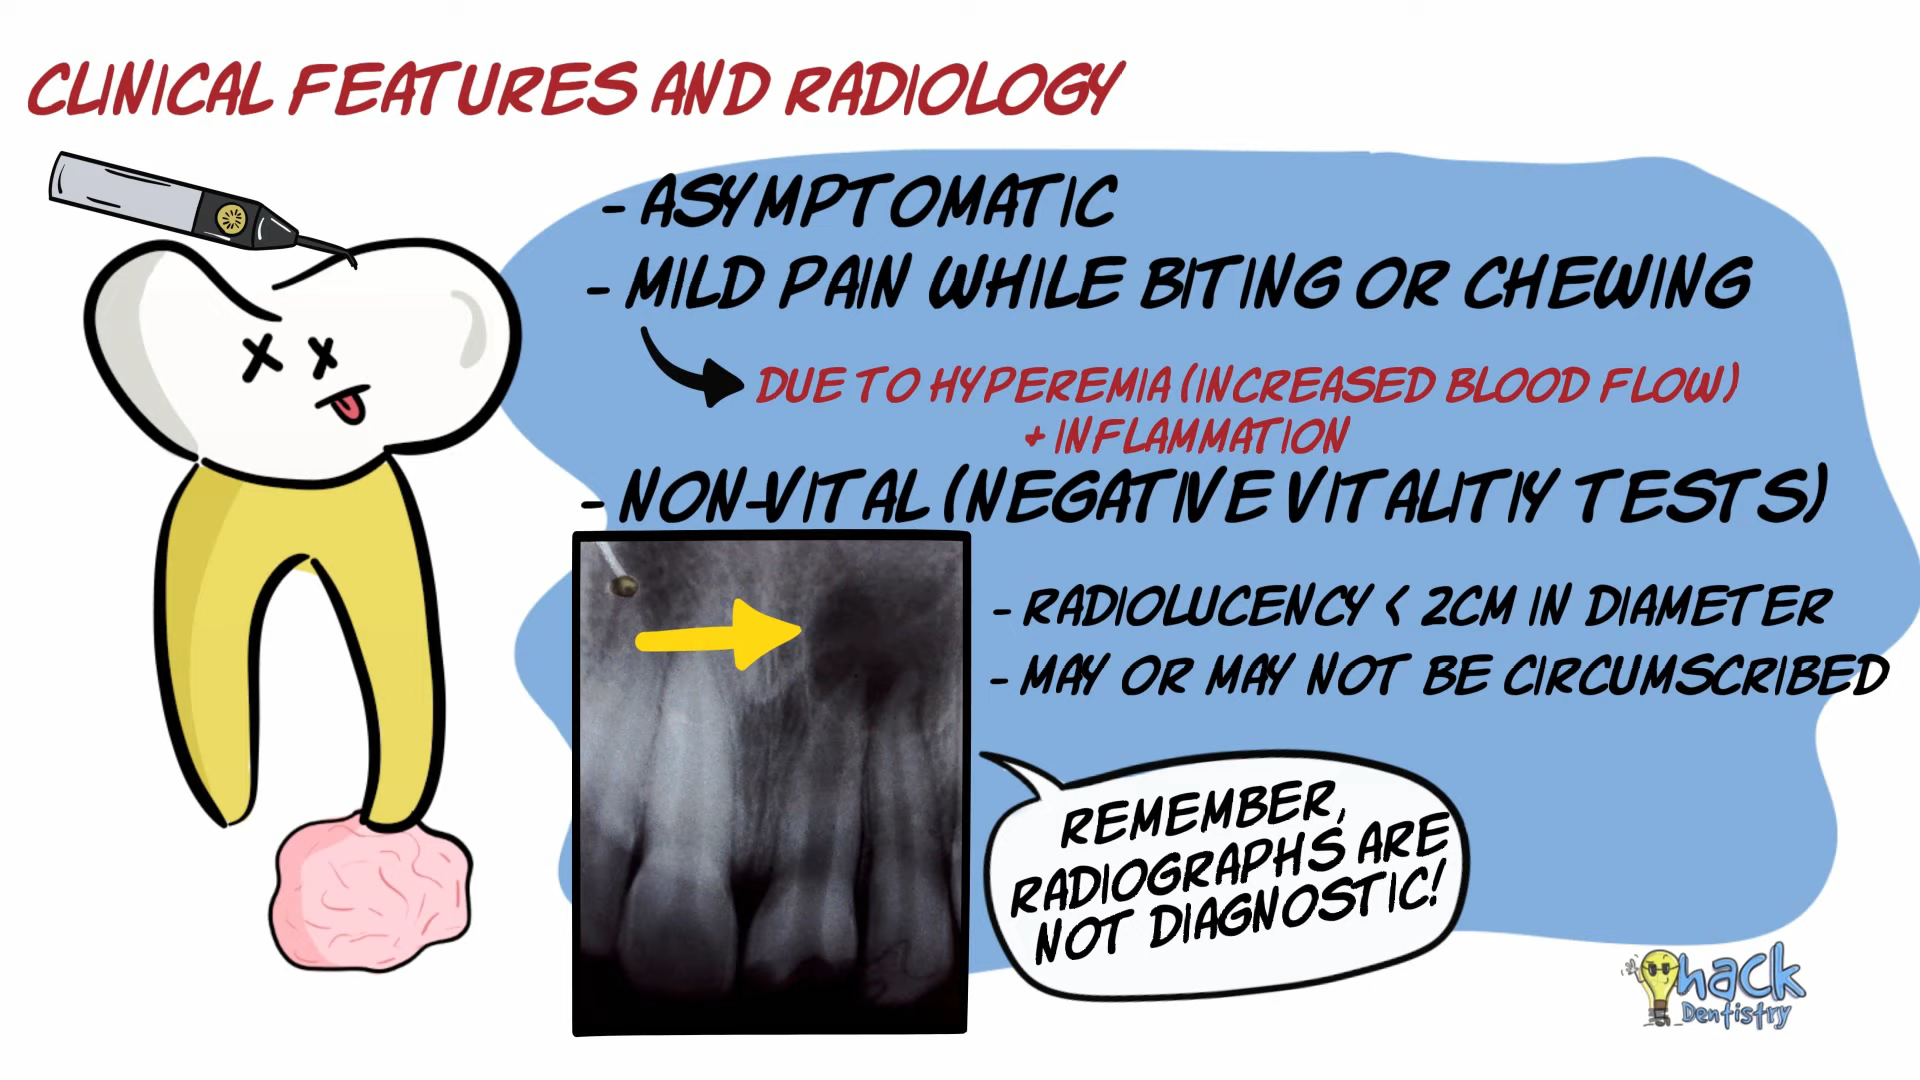 CLINICAL FEATURES AND RADIOLOGY
- ASYMPTOMATIC
- MILD PAIN WHILE BITING OR CHEWING
DUE TO HYPEREMIA (INCREASED BLOOD FLOW)
+ INFLAMMATION
- NON-VITAL (NEGATIVE VITALITIY TESTS)
- RADIOLUCENCY < 2CM IN DIAMETER
- MAY OR MAY NOT BE CIRCUMSCRIBED
REMEMBER,
RADIOGRAPHS ARE
NOT DIAGNOSTIC!
hack
Dentistry